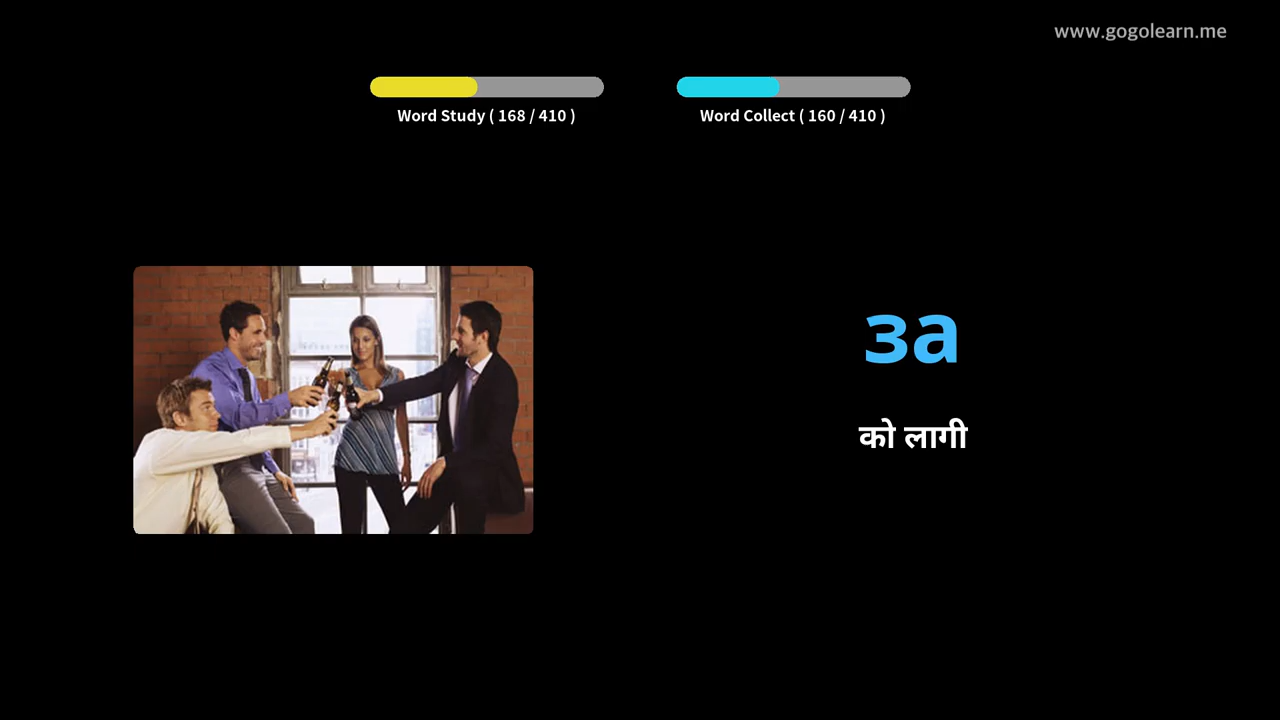 www.gogolearn.me
Word Study ( 168 / 410 )
Word Collect ( 160 / 410 )
за
को लागी